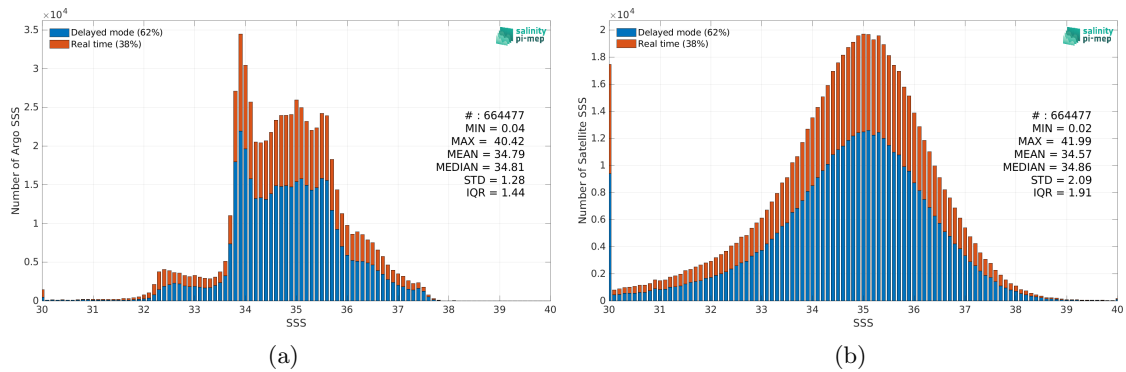 ×10⁴
3.5
3
2.5
2
1.5
1
0.5
0
Number of Argo SSS
Delayed mode (62%)
Real time (38%)
salinity
pi-mep
# : 664477
MIN = 0.04
MAX = 40.42
MEAN = 34.79
MEDIAN = 34.81
STD = 1.28
IQR = 1.44
30 31 32 33 34 35 36 37 38 39 40
SSS
(a)
×10⁴
2
1.8
1.6
1.4
1.2
1
0.8
0.6
0.4
0.2
0
Number of Satellite SSS
Delayed mode (62%)
Real time (38%)
salinity
pi-mep
# : 664477
MIN = 0.02
MAX = 41.99
MEAN = 34.57
MEDIAN = 34.86
STD = 2.09
IQR = 1.91
30 31 32 33 34 35 36 37 38 39 40
SSS
(b)